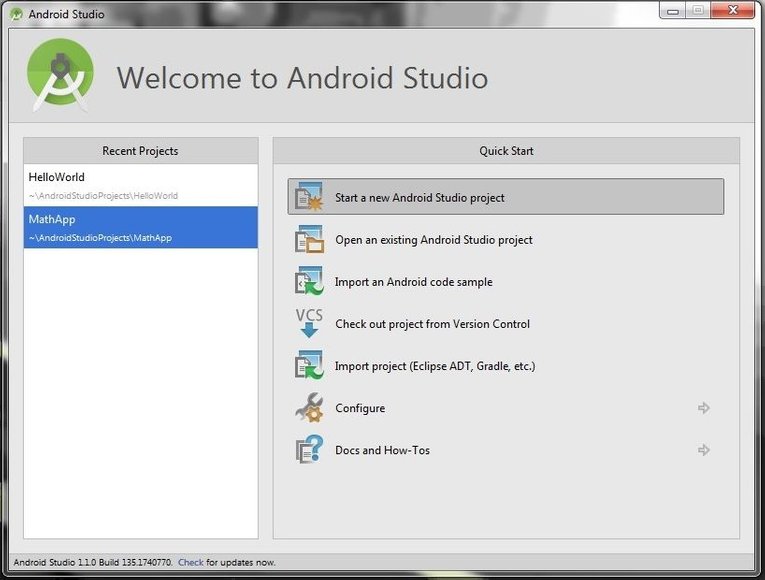 Android Studio
Welcome to Android Studio
Recent Projects
HelloWorld
~\AndroidStudioProjects\HelloWorld
MathApp
~\AndroidStudioProjects\MathApp
Quick Start
Start a new Android Studio project
Open an existing Android Studio project
Import an Android code sample
VCS
Check out project from Version Control
Import project (Eclipse ADT, Gradle, etc.)
Configure
Docs and How-Tos
Android Studio 1.1.0 Build 135.1740770. Check for updates now.